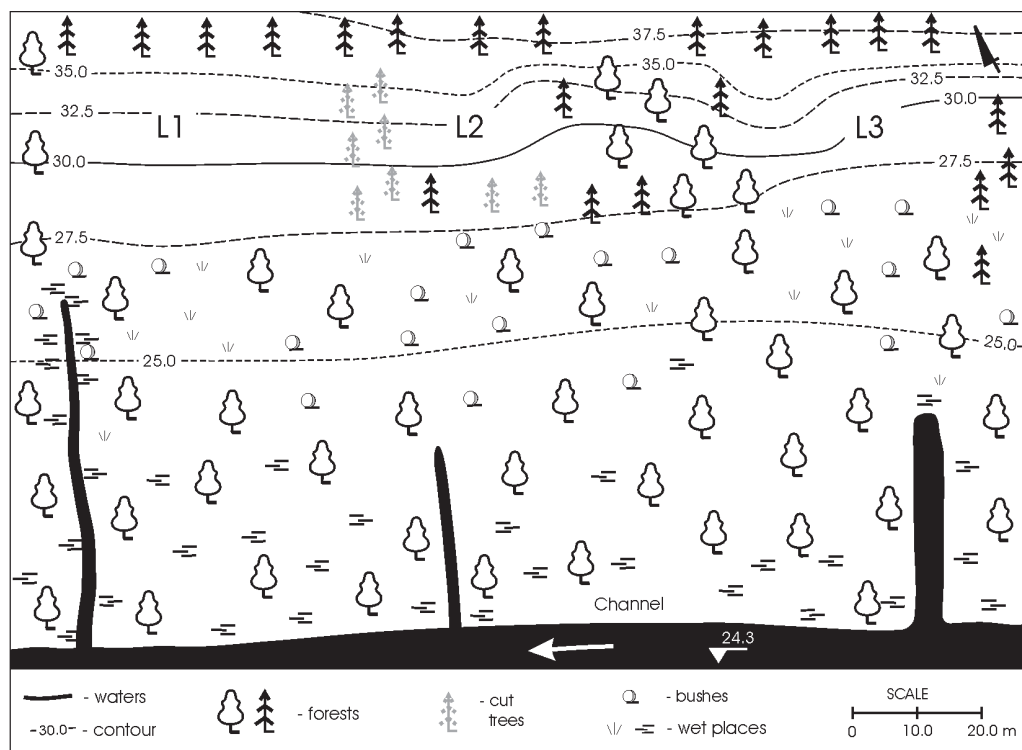 37.5
35.0
35.0
32.5
30.0
32.5
L1
L2
L3
30.0
27.5
27.5
25.0
25.0
Channel
24.3
- waters
-30.0- - contour
- forests
- cut
trees
- bushes
- wet places
SCALE
0 10.0 20.0 m